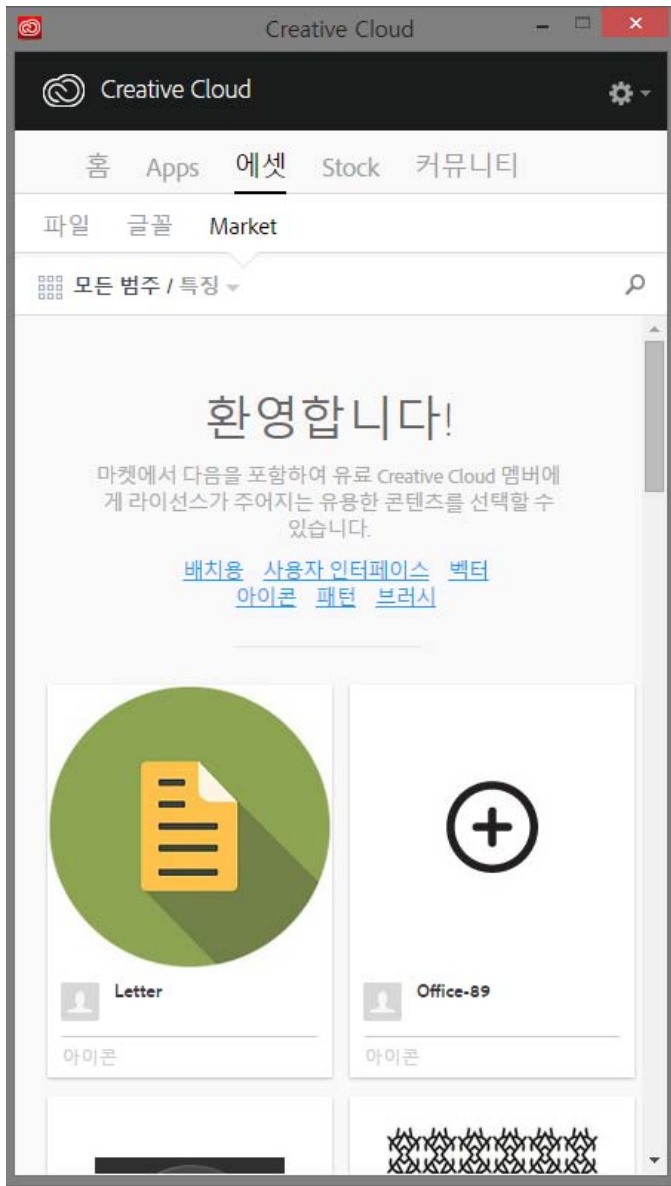 Creative Cloud
Creative Cloud
홈 Apps 에셋 Stock 커뮤니티
파일 글꼴 Market
모든 범주 / 특징
환영합니다!
마켓에서 다음을 포함하여 유료 Creative Cloud 멤버에
게 라이선스가 주어지는 유용한 콘텐츠를 선택할 수
있습니다.
배치용 사용자 인터페이스 벡터
아이콘 패턴 브러시
Letter
아이콘
Office-89
아이콘